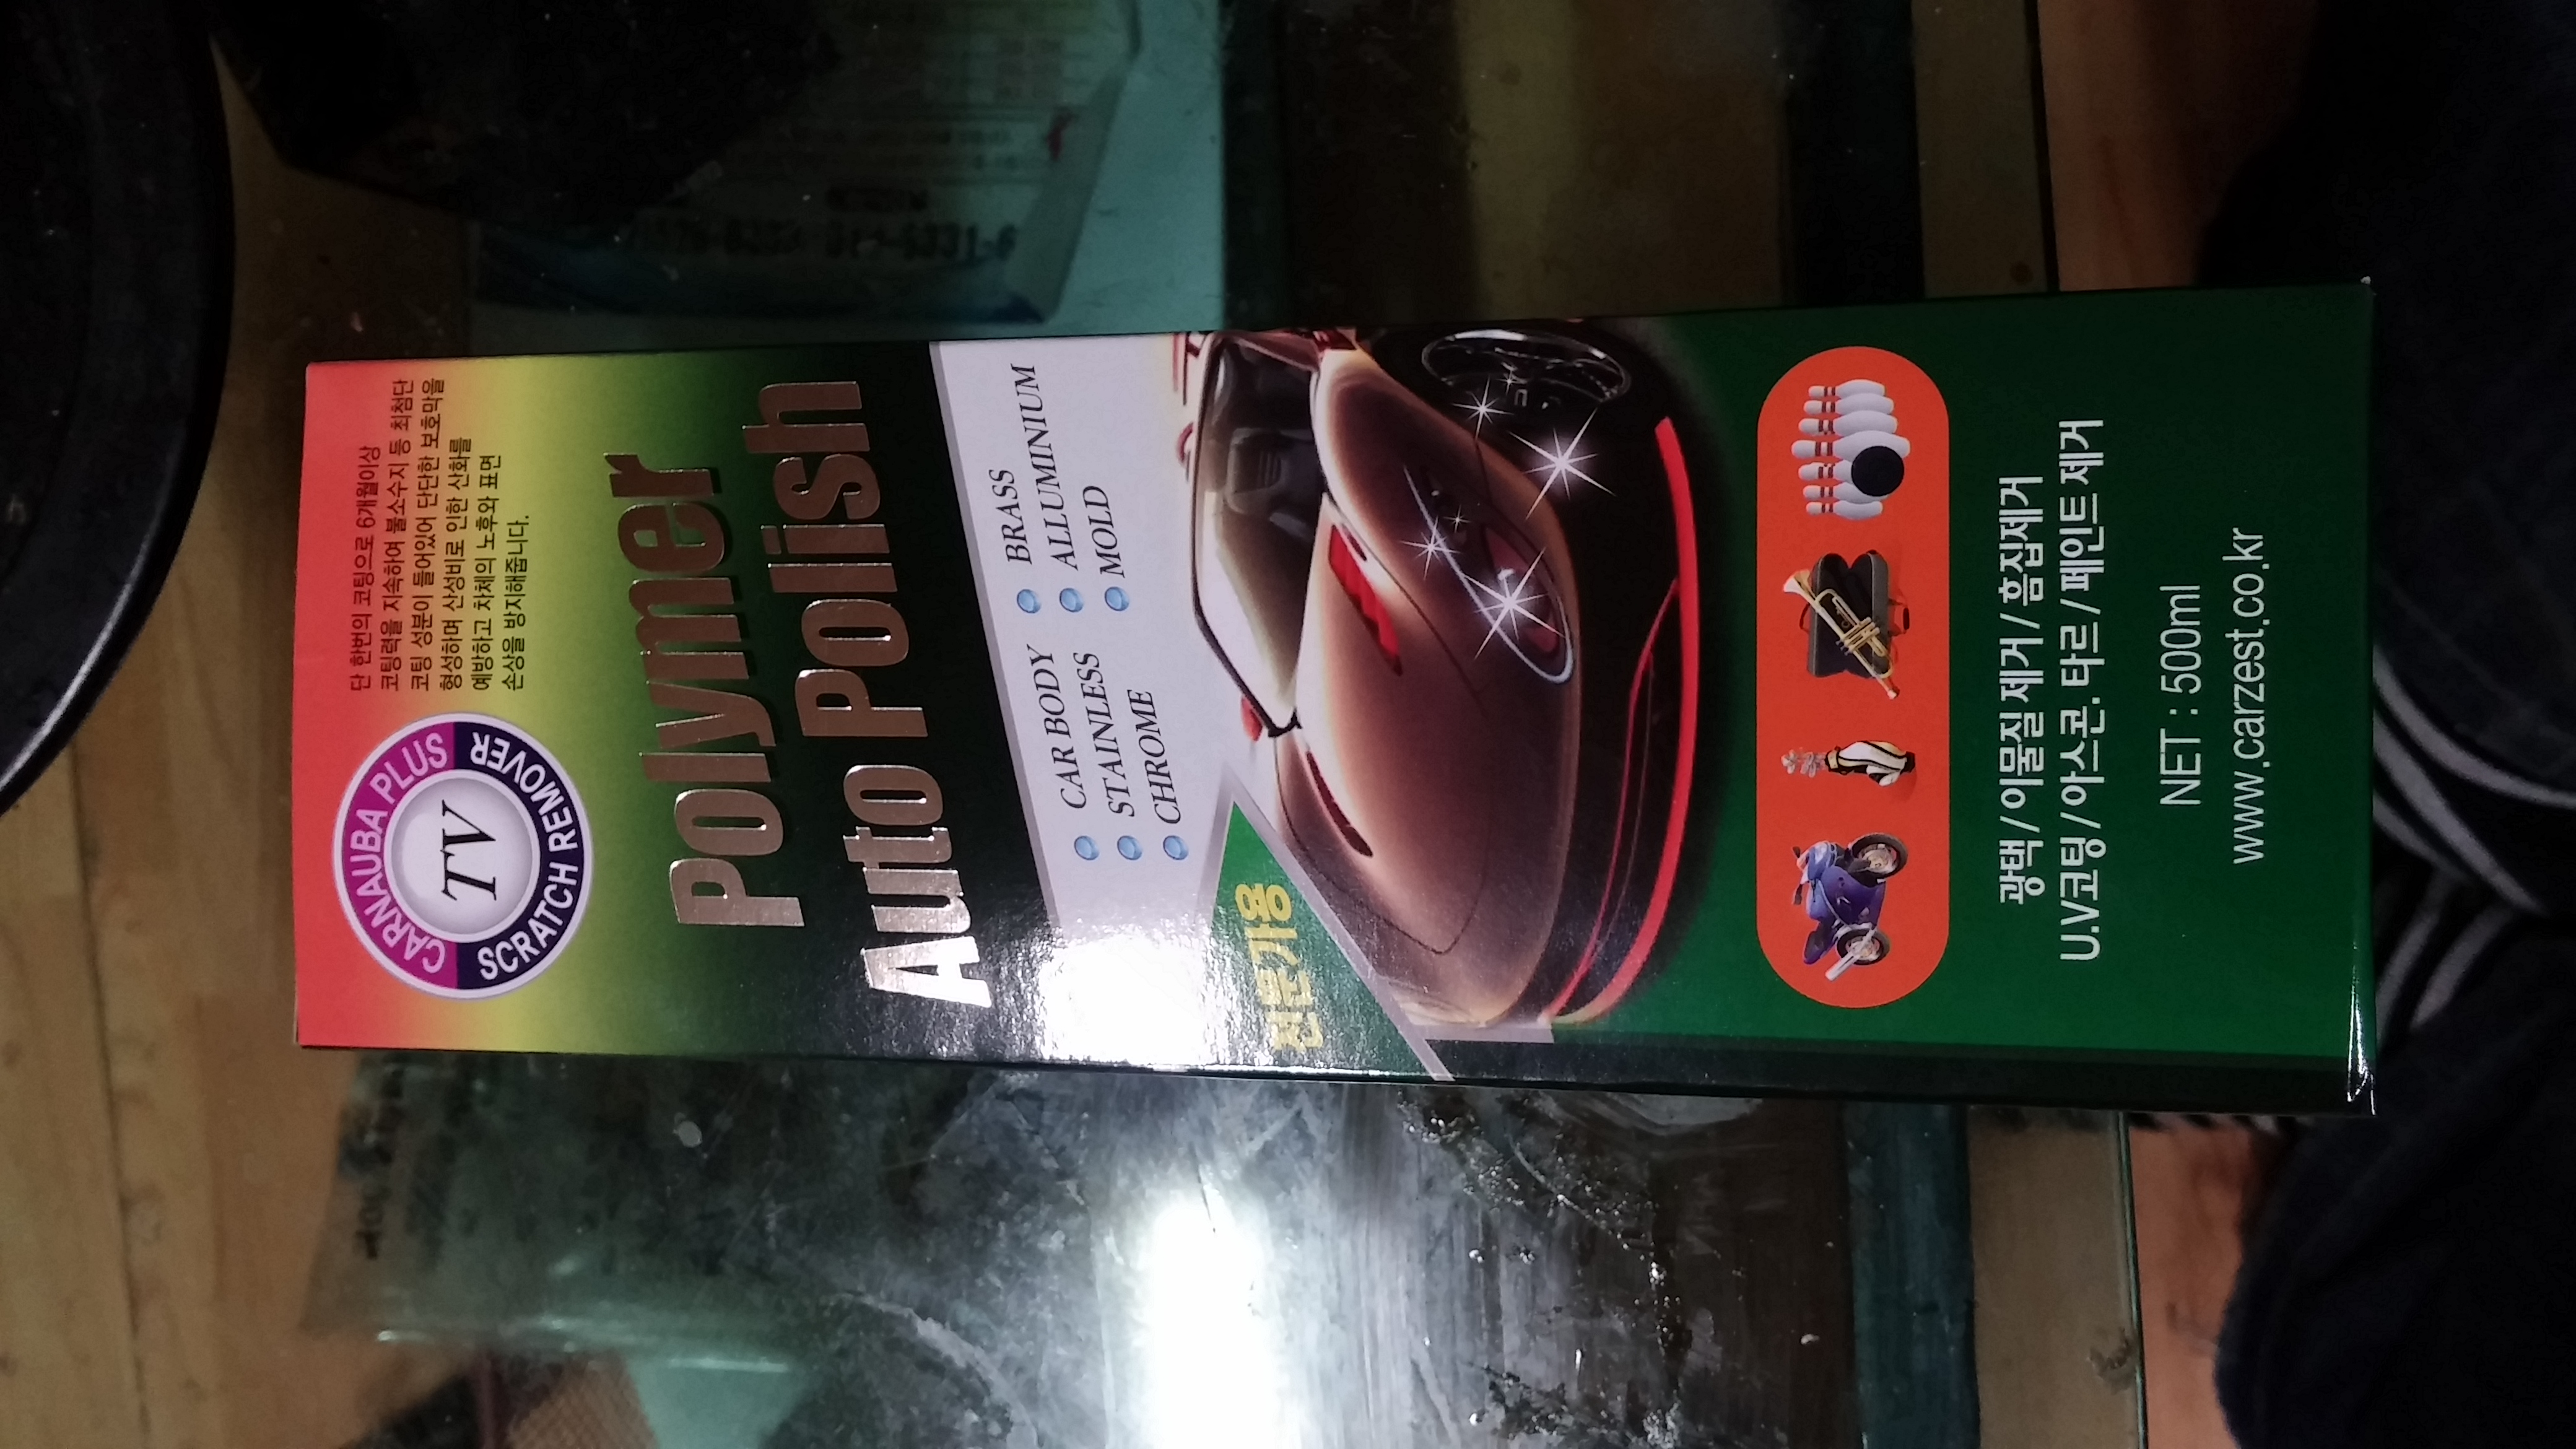 CARNAUBA PLUS
TV
SCRATCH REMOVER
단 한번의 코팅으로 6개월이상
코팅력을 지속하여 불소수지 등 최첨단
코팅 성분이 들어있어 단단한 보호막을
형성하며 산성비로 인한 산화를
예방하고 차체의 노후와 표면
손상을 방지해줍니다.
Polymer
Auto Polish
CAR BODY
BRASS
STAINLESS
ALLUMINIUM
CHROME
MOLD
전문가용
광택 / 이물질 제거 / 흠집제거
U.V코팅 / 아스콘. 타르 / 페인트 제거
NET : 500ml
www.carzest.co.kr